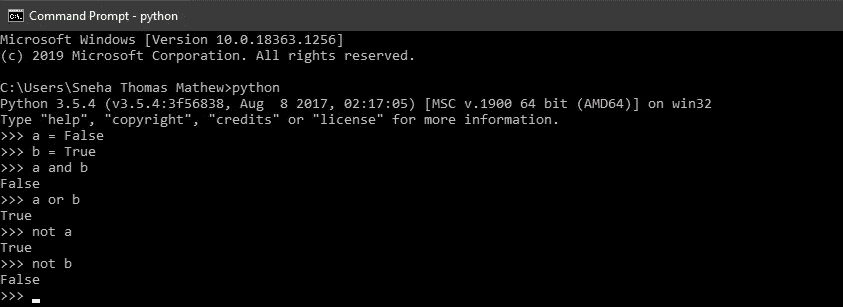 Command Prompt - python
Microsoft Windows [Version 10.0.18363.1256]
(c) 2019 Microsoft Corporation. All rights reserved.
C:\Users\Sneha Thomas Mathew>python
Python 3.5.4 (v3.5.4:3f56838, Aug  8 2017, 02:17:05) [MSC v.1900 64 bit (AMD64)] on win32
Type "help", "copyright", "credits" or "license" for more information.
>>> a = False
>>> b = True
>>> a and b
False
>>> a or b
True
>>> not a
True
>>> not b
False
>>>